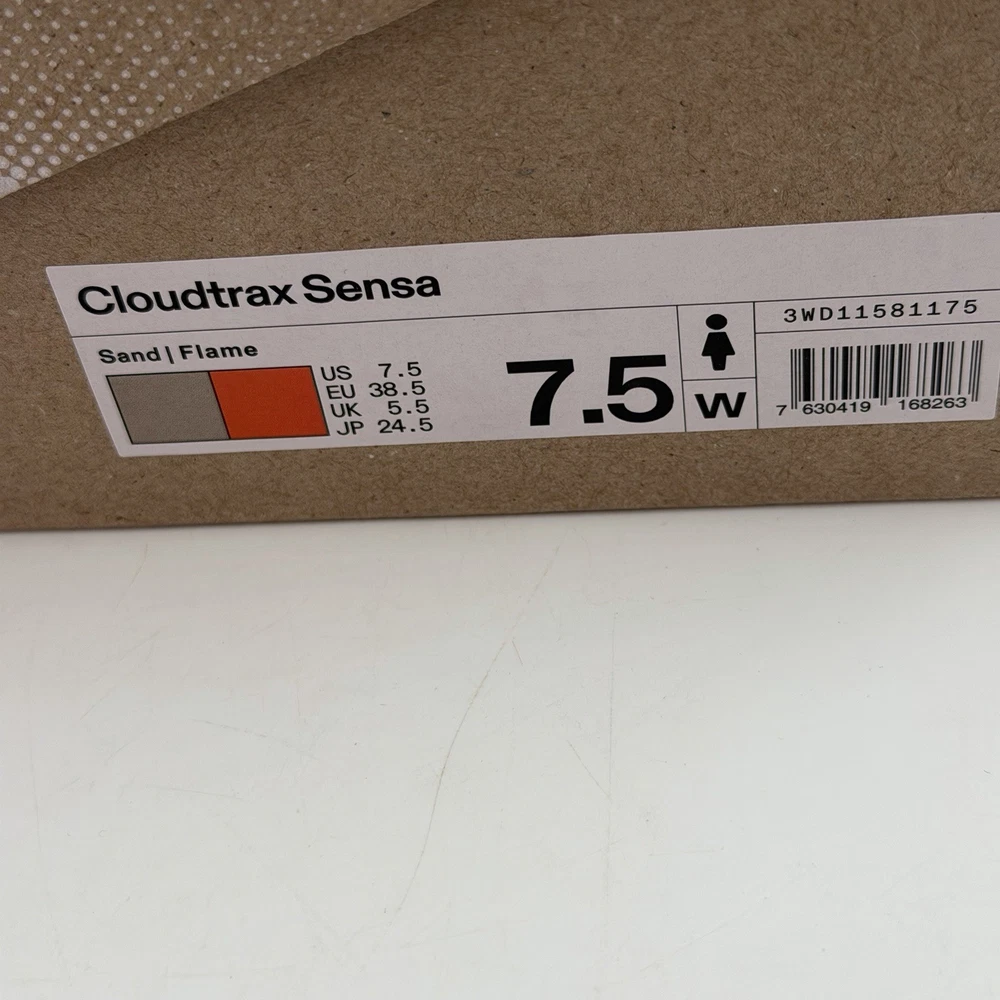 Cloudtrax Sensa
Sand | Flame
US 7.5
EU 38.5
UK 5.5
JP 24.5
7.5
W
3WD11581175
7 630419 168263